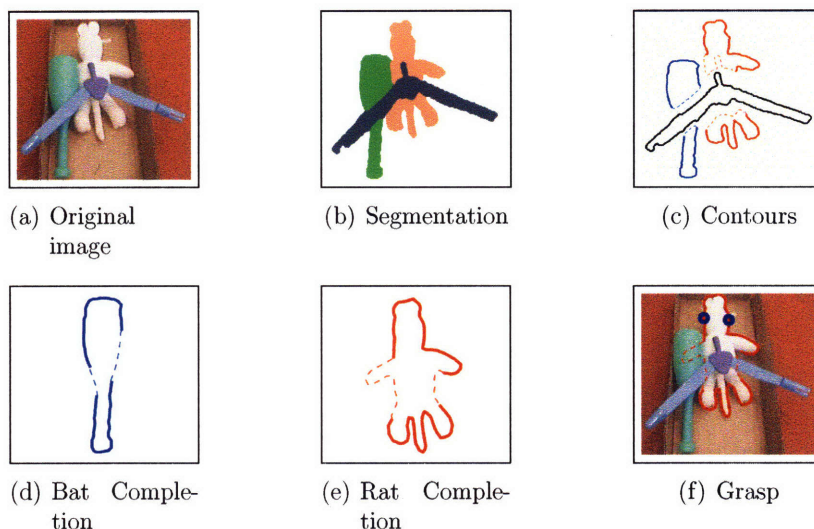 (a) Original
image
(b) Segmentation
(c) Contours
(d) Bat Comple-
tion
(e) Rat Comple-
tion
(f) Grasp